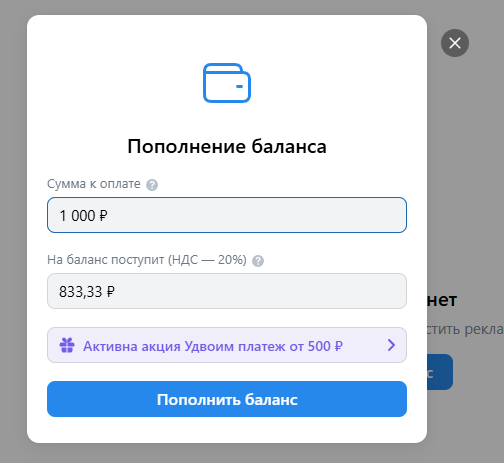 Пополнение баланса
Сумма к оплате ?
1 000 ₽
На баланс поступит (НДС — 20%) ?
833,33 ₽
нет
Активна акция Удвоим платеж от 500 ₽
Пополнить баланс